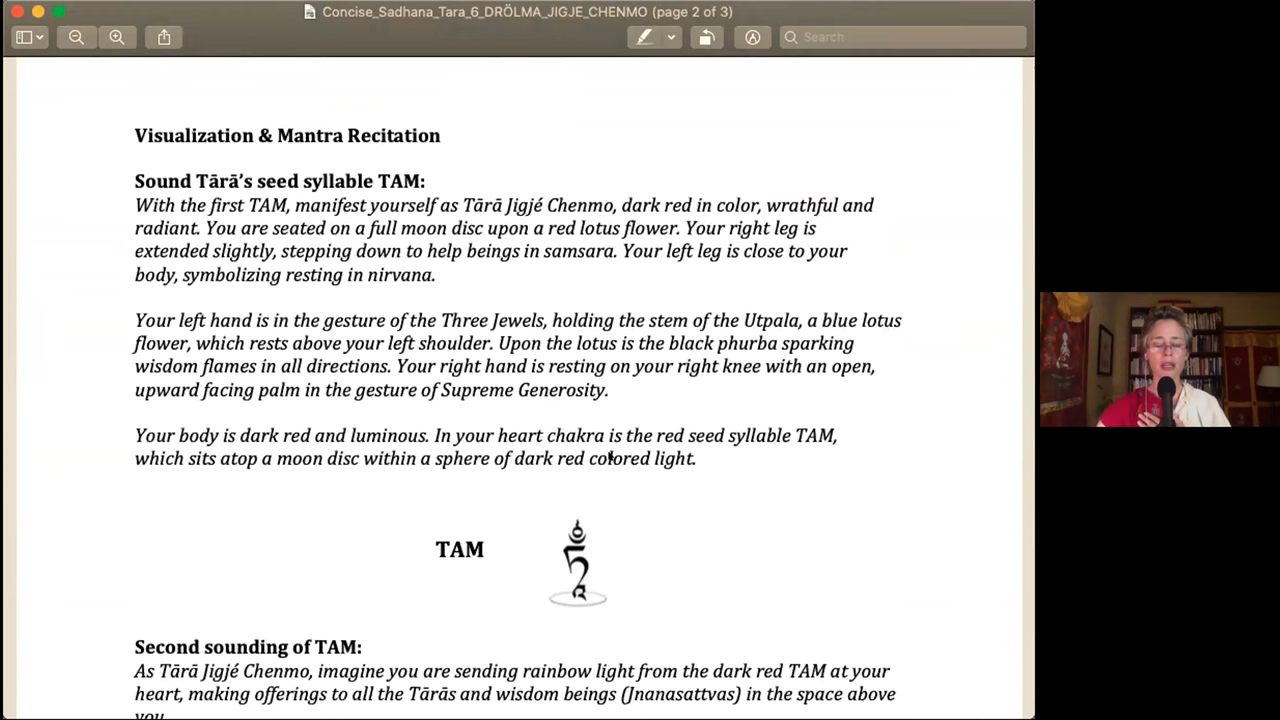 Concise_Sadhana_Tara_6_DRÖLMA_JIGJE_CHENMO (page 2 of 3)
Search
Visualization & Mantra Recitation
Sound Tārā’s seed syllable TAM:
With the first TAM, manifest yourself as Tārā Jigjé Chenmo, dark red in color, wrathful and
radiant. You are seated on a full moon disc upon a red lotus flower. Your right leg is
extended slightly, stepping down to help beings in samsara. Your left leg is close to your
body, symbolizing resting in nirvana.
Your left hand is in the gesture of the Three Jewels, holding the stem of the Utpala, a blue lotus
flower, which rests above your left shoulder. Upon the lotus is the black phurba sparking
wisdom flames in all directions. Your right hand is resting on your right knee with an open,
upward facing palm in the gesture of Supreme Generosity.
Your body is dark red and luminous. In your heart chakra is the red seed syllable TAM,
which sits atop a moon disc within a sphere of dark red colored light.
TAM
Second sounding of TAM:
As Tārā Jigjé Chenmo, imagine you are sending rainbow light from the dark red TAM at your
heart, making offerings to all the Tārās and wisdom beings (Jnanasattvas) in the space above
you.